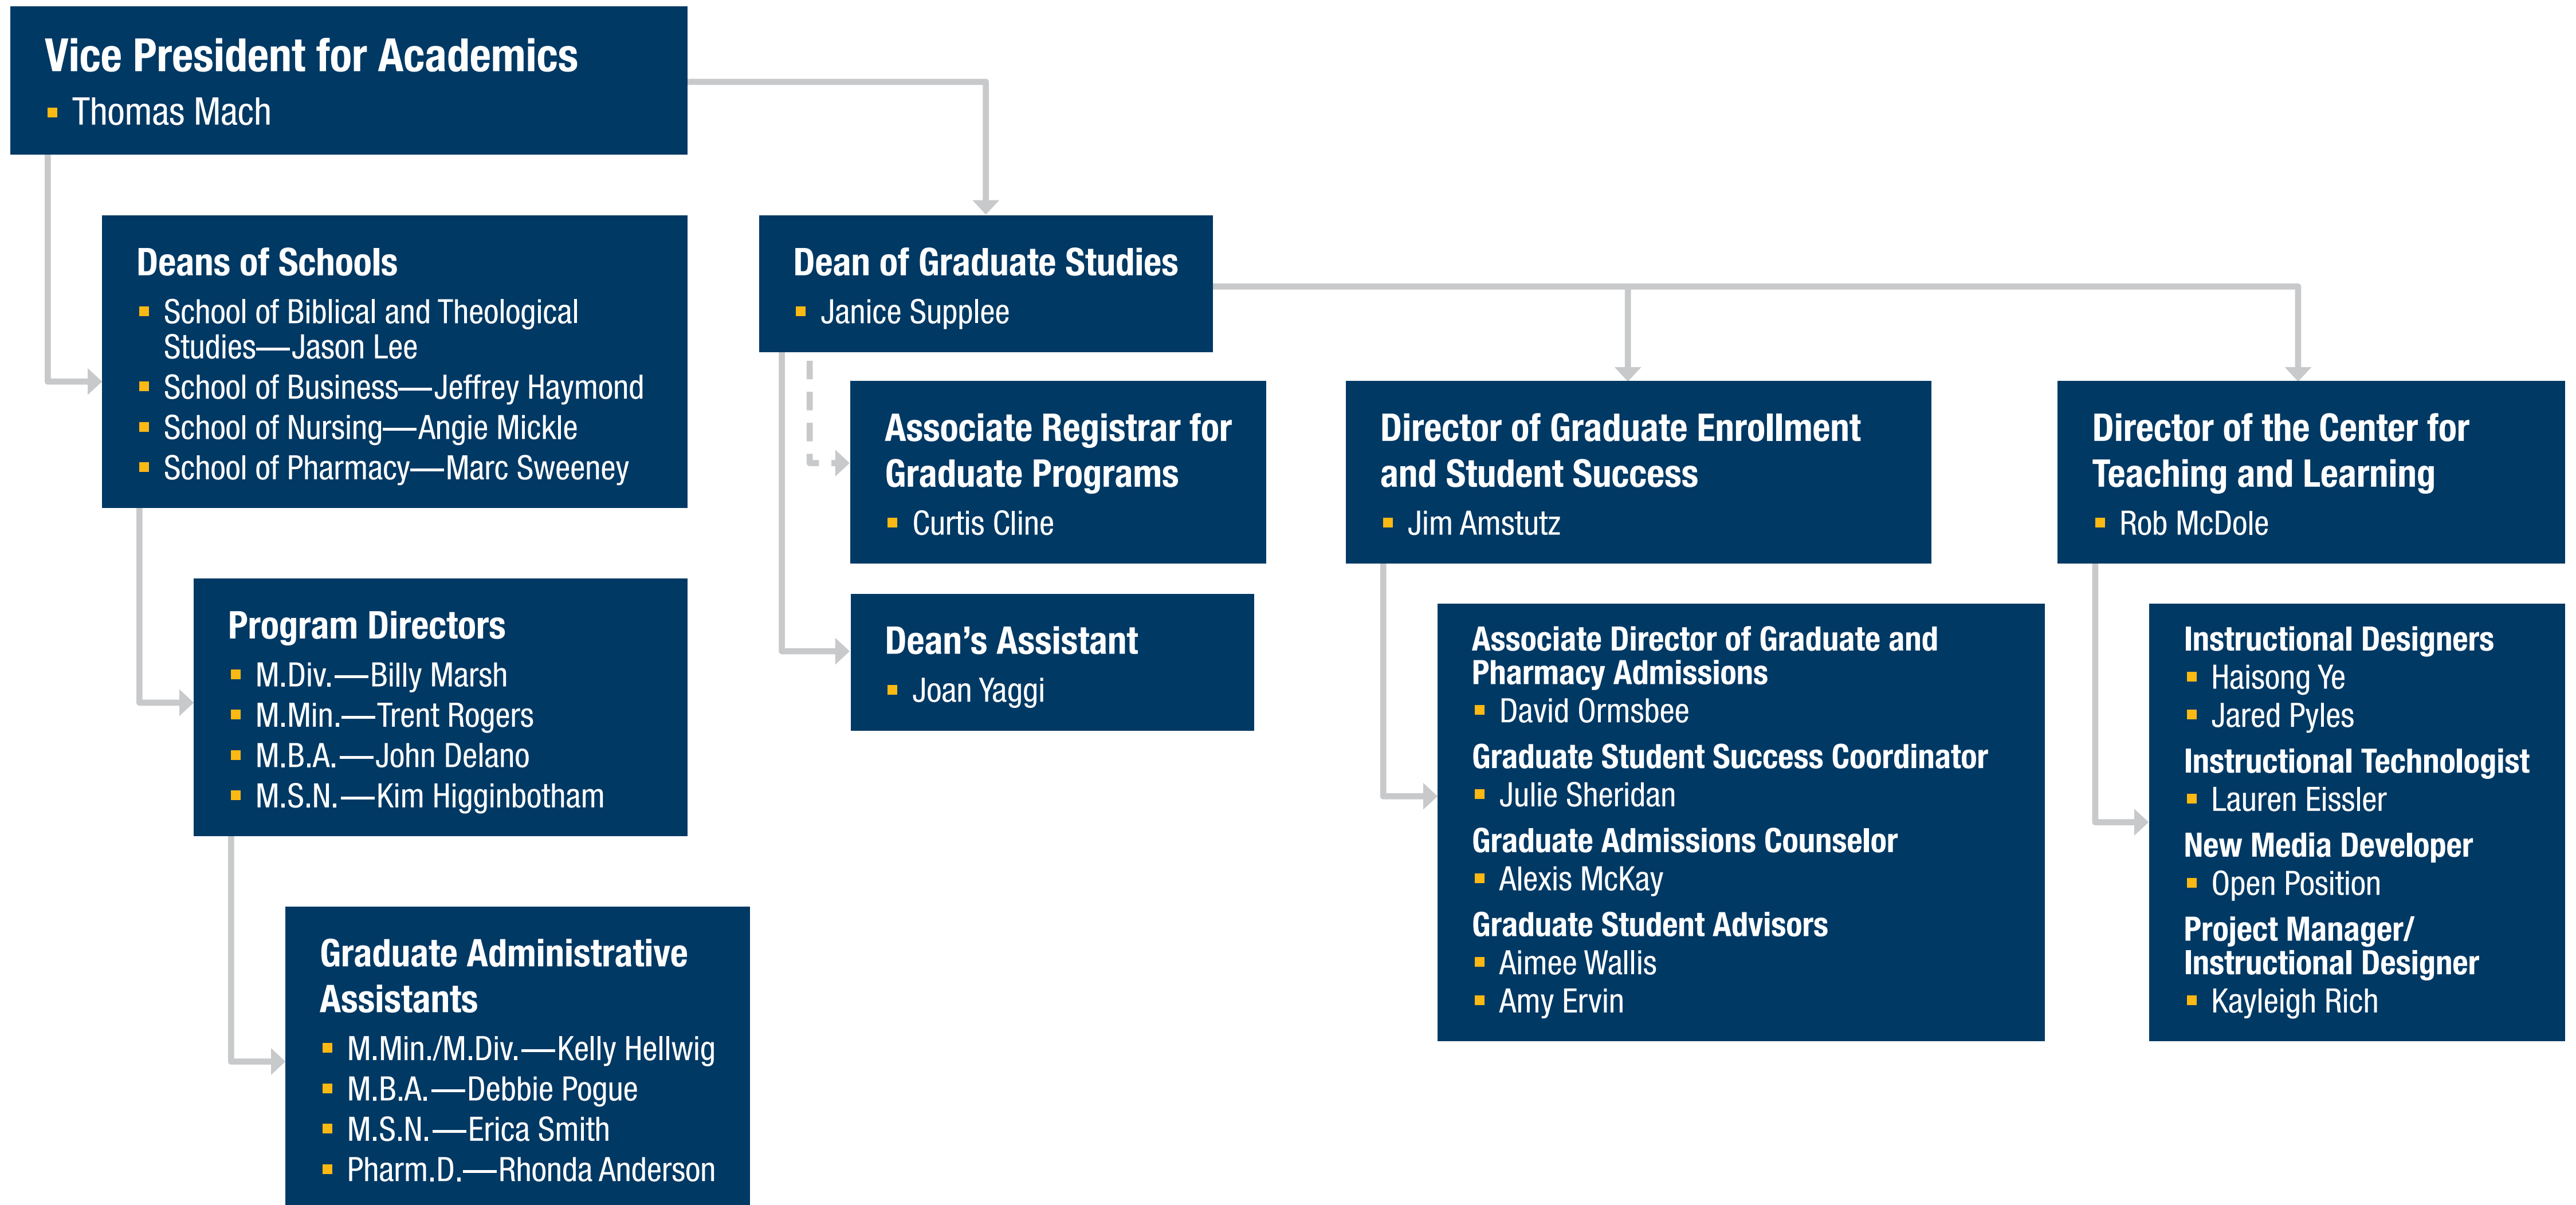 Vice President for Academics
Thomas Mach
Deans of Schools
School of Biblical and Theological
Studies—Jason Lee
School of Business—Jeffrey Haymond
School of Nursing—Angie Mickle
School of Pharmacy—Marc Sweeney
Program Directors
M.Div.—Billy Marsh
M.Min.—Trent Rogers
M.B.A.—John Delano
M.S.N.—Kim Higginbotham
Graduate Administrative
Assistants
M.Min./M.Div.—Kelly Hellwig
M.B.A.—Debbie Pogue
M.S.N.—Erica Smith
Pharm.D.—Rhonda Anderson
Dean of Graduate Studies
Janice Supplee
Associate Registrar for
Graduate Programs
Curtis Cline
Dean’s Assistant
Joan Yaggi
Director of Graduate Enrollment
and Student Success
Jim Amstutz
Associate Director of Graduate and
Pharmacy Admissions
David Ormsbee
Graduate Student Success Coordinator
Julie Sheridan
Graduate Admissions Counselor
Alexis McKay
Graduate Student Advisors
Aimee Wallis
Amy Ervin
Director of the Center for
Teaching and Learning
Rob McDole
Instructional Designers
Haisong Ye
Jared Pyles
Instructional Technologist
Lauren Eissler
New Media Developer
Open Position
Project Manager/
Instructional Designer
Kayleigh Rich